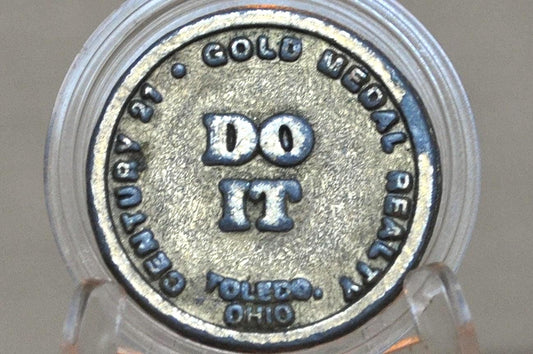 CENTURY 21 • GOLD MEDAL REALTY
DO
IT
TOLEDO.
OHIO